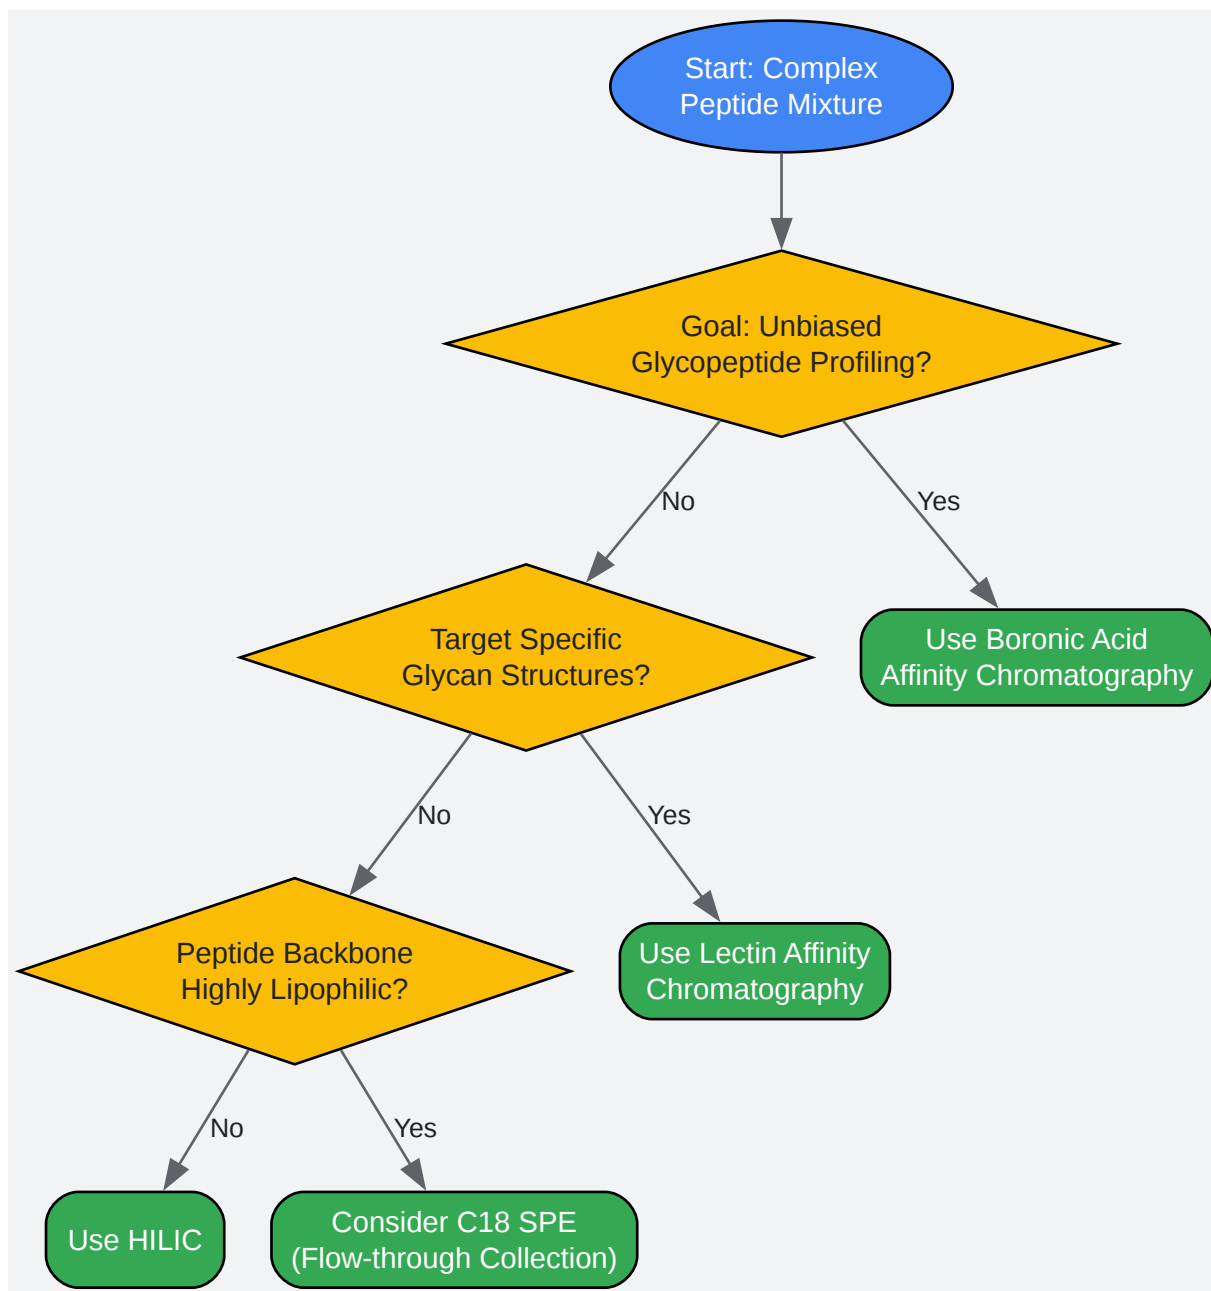 Start: Complex
Peptide Mixture
Goal: Unbiased
Glycopeptide Profiling?
No
Yes
Target Specific
Glycan Structures?
Use Boronic Acid
Affinity Chromatography
No
Yes
Peptide Backbone
Highly Lipophilic?
Use Lectin Affinity
Chromatography
No
Yes
Use HILIC
Consider C18 SPE
(Flow-through Collection)